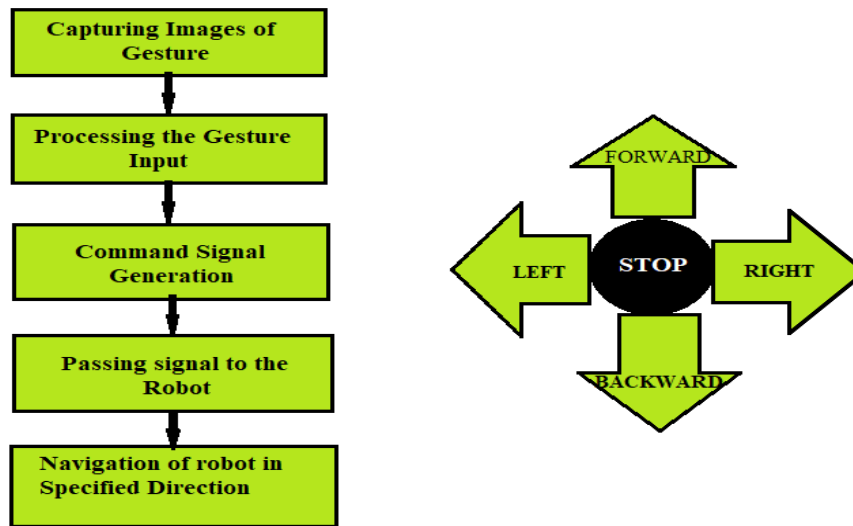 Capturing Images of
Gesture
Processing the Gesture
Input
Command Signal
Generation
Passing signal to the
Robot
Navigation of robot in
Specified Direction
FORWARD
LEFT
STOP
RIGHT
BACKWARD